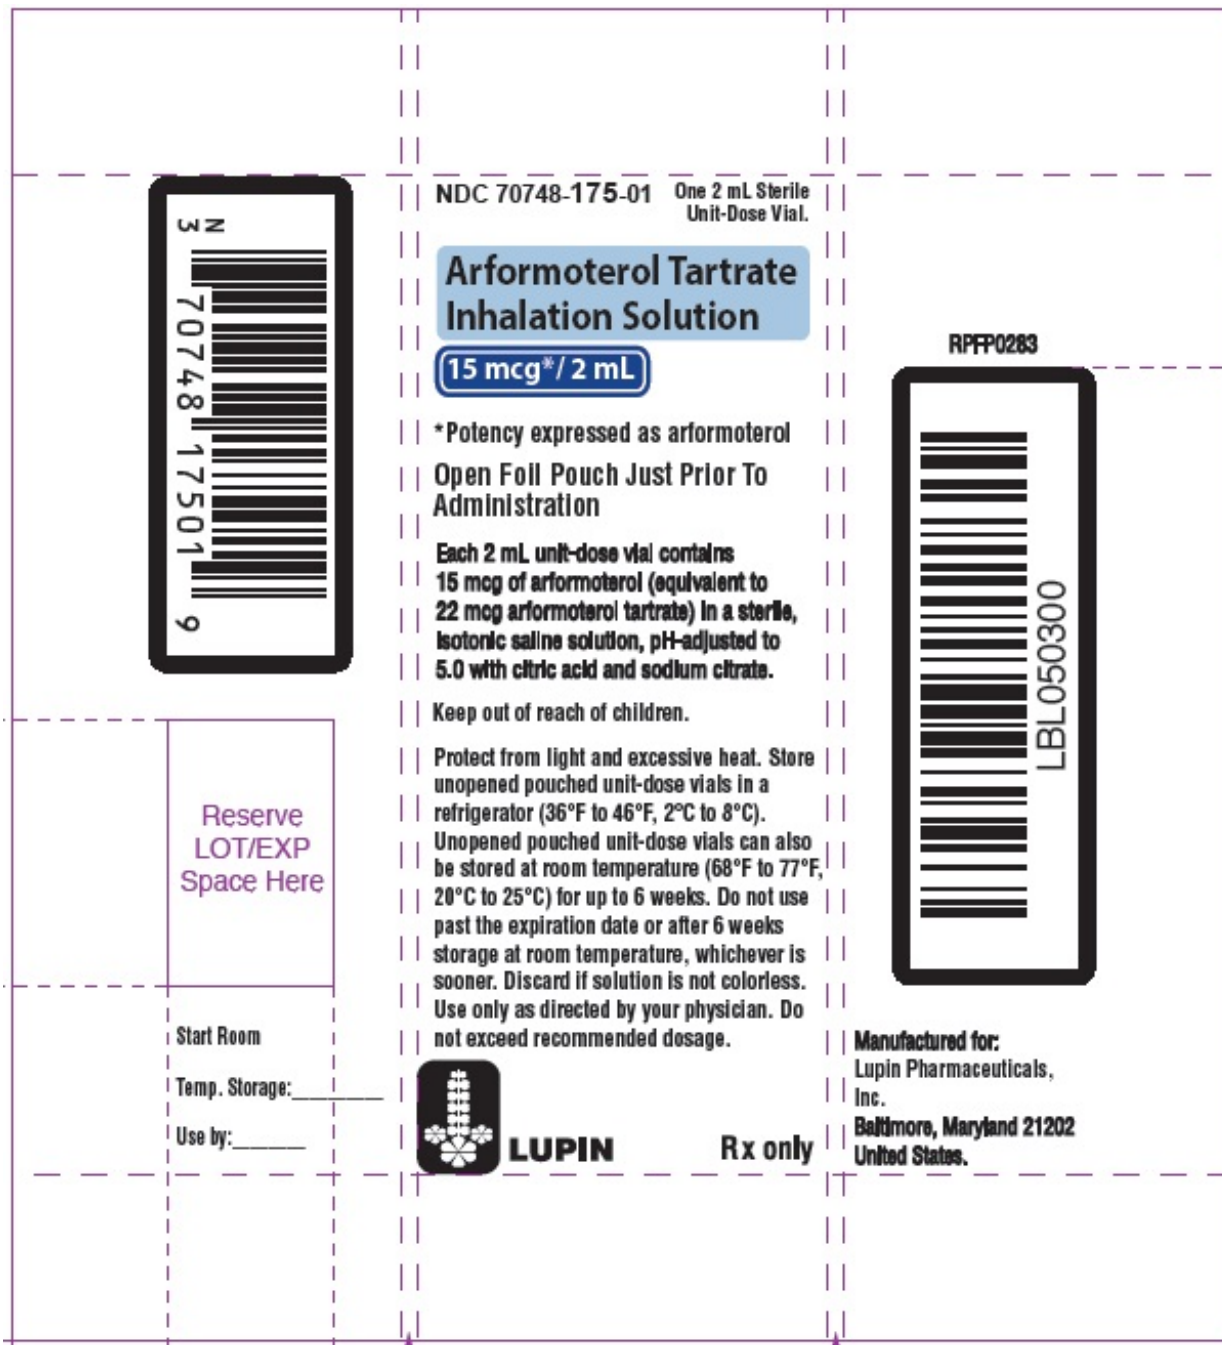 N
3
70748 17501
9
Reserve
LOT/EXP
Space Here
Start Room
Temp. Storage:________
Use by:_______
NDC 70748-175-01
One 2 mL Sterile
Unit-Dose Vial.
Arformoterol Tartrate
Inhalation Solution
15 mcg*/ 2 mL
*Potency expressed as arformoterol
Open Foil Pouch Just Prior To
Administration
Each 2 mL unit-dose vial contains
15 mcg of arformoterol (equivalent to
22 mcg arformoterol tartrate) in a sterile,
isotonic saline solution, pH-adjusted to
5.0 with citric acid and sodium citrate.
Keep out of reach of children.
Protect from light and excessive heat. Store
unopened pouched unit-dose vials in a
refrigerator (36°F to 46°F, 2°C to 8°C).
Unopened pouched unit-dose vials can also
be stored at room temperature (68°F to 77°F,
20°C to 25°C) for up to 6 weeks. Do not use
past the expiration date or after 6 weeks
storage at room temperature, whichever is
sooner. Discard if solution is not colorless.
Use only as directed by your physician. Do
not exceed recommended dosage.
LUPIN
Rx only
RPFP0283
LBL050300
Manufactured for:
Lupin Pharmaceuticals,
Inc.
Baltimore, Maryland 21202
United States.